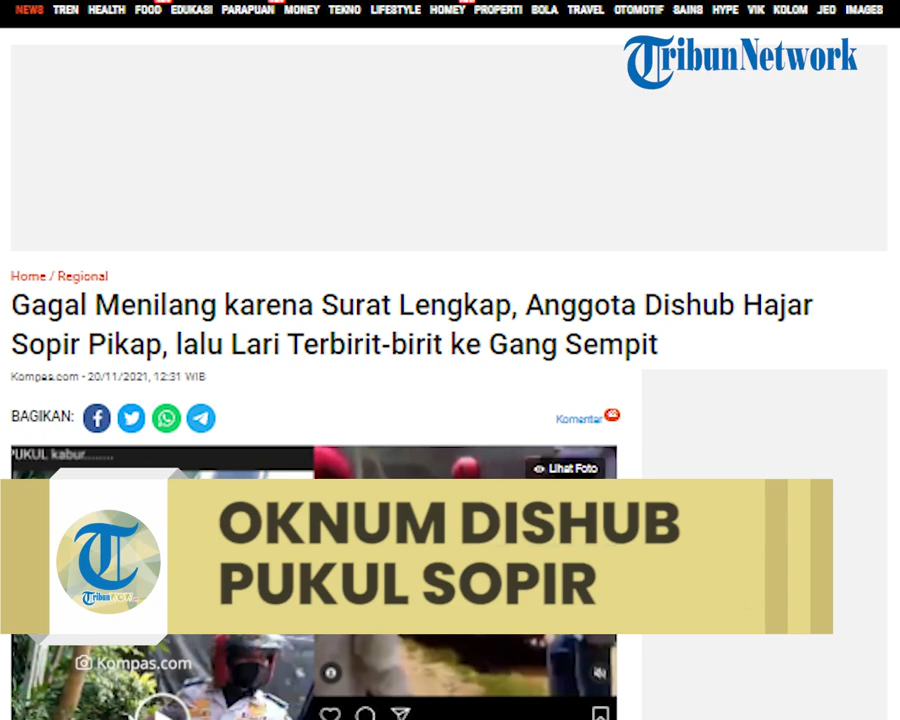 NEWS TREN HEALTH FOOD EDUKASI PARAPUAN MONEY TEKNO LIFESTYLE HOMEY PROPERTI BOLA TRAVEL OTOMOTIF SAINS HYPE VIK KOLOM JEO IMAGES
TribunNetwork
Home / Regional
Gagal Menilang karena Surat Lengkap, Anggota Dishub Hajar
Sopir Pikap, lalu Lari Terbirit-birit ke Gang Sempit
Kompas.com - 20/11/2021, 12:31 WIB
BAGIKAN:
Komentar
PUKUL kabur........
Lihat Foto
OKNUM DISHUB
PUKUL SOPIR
Tribun
Kompas.com